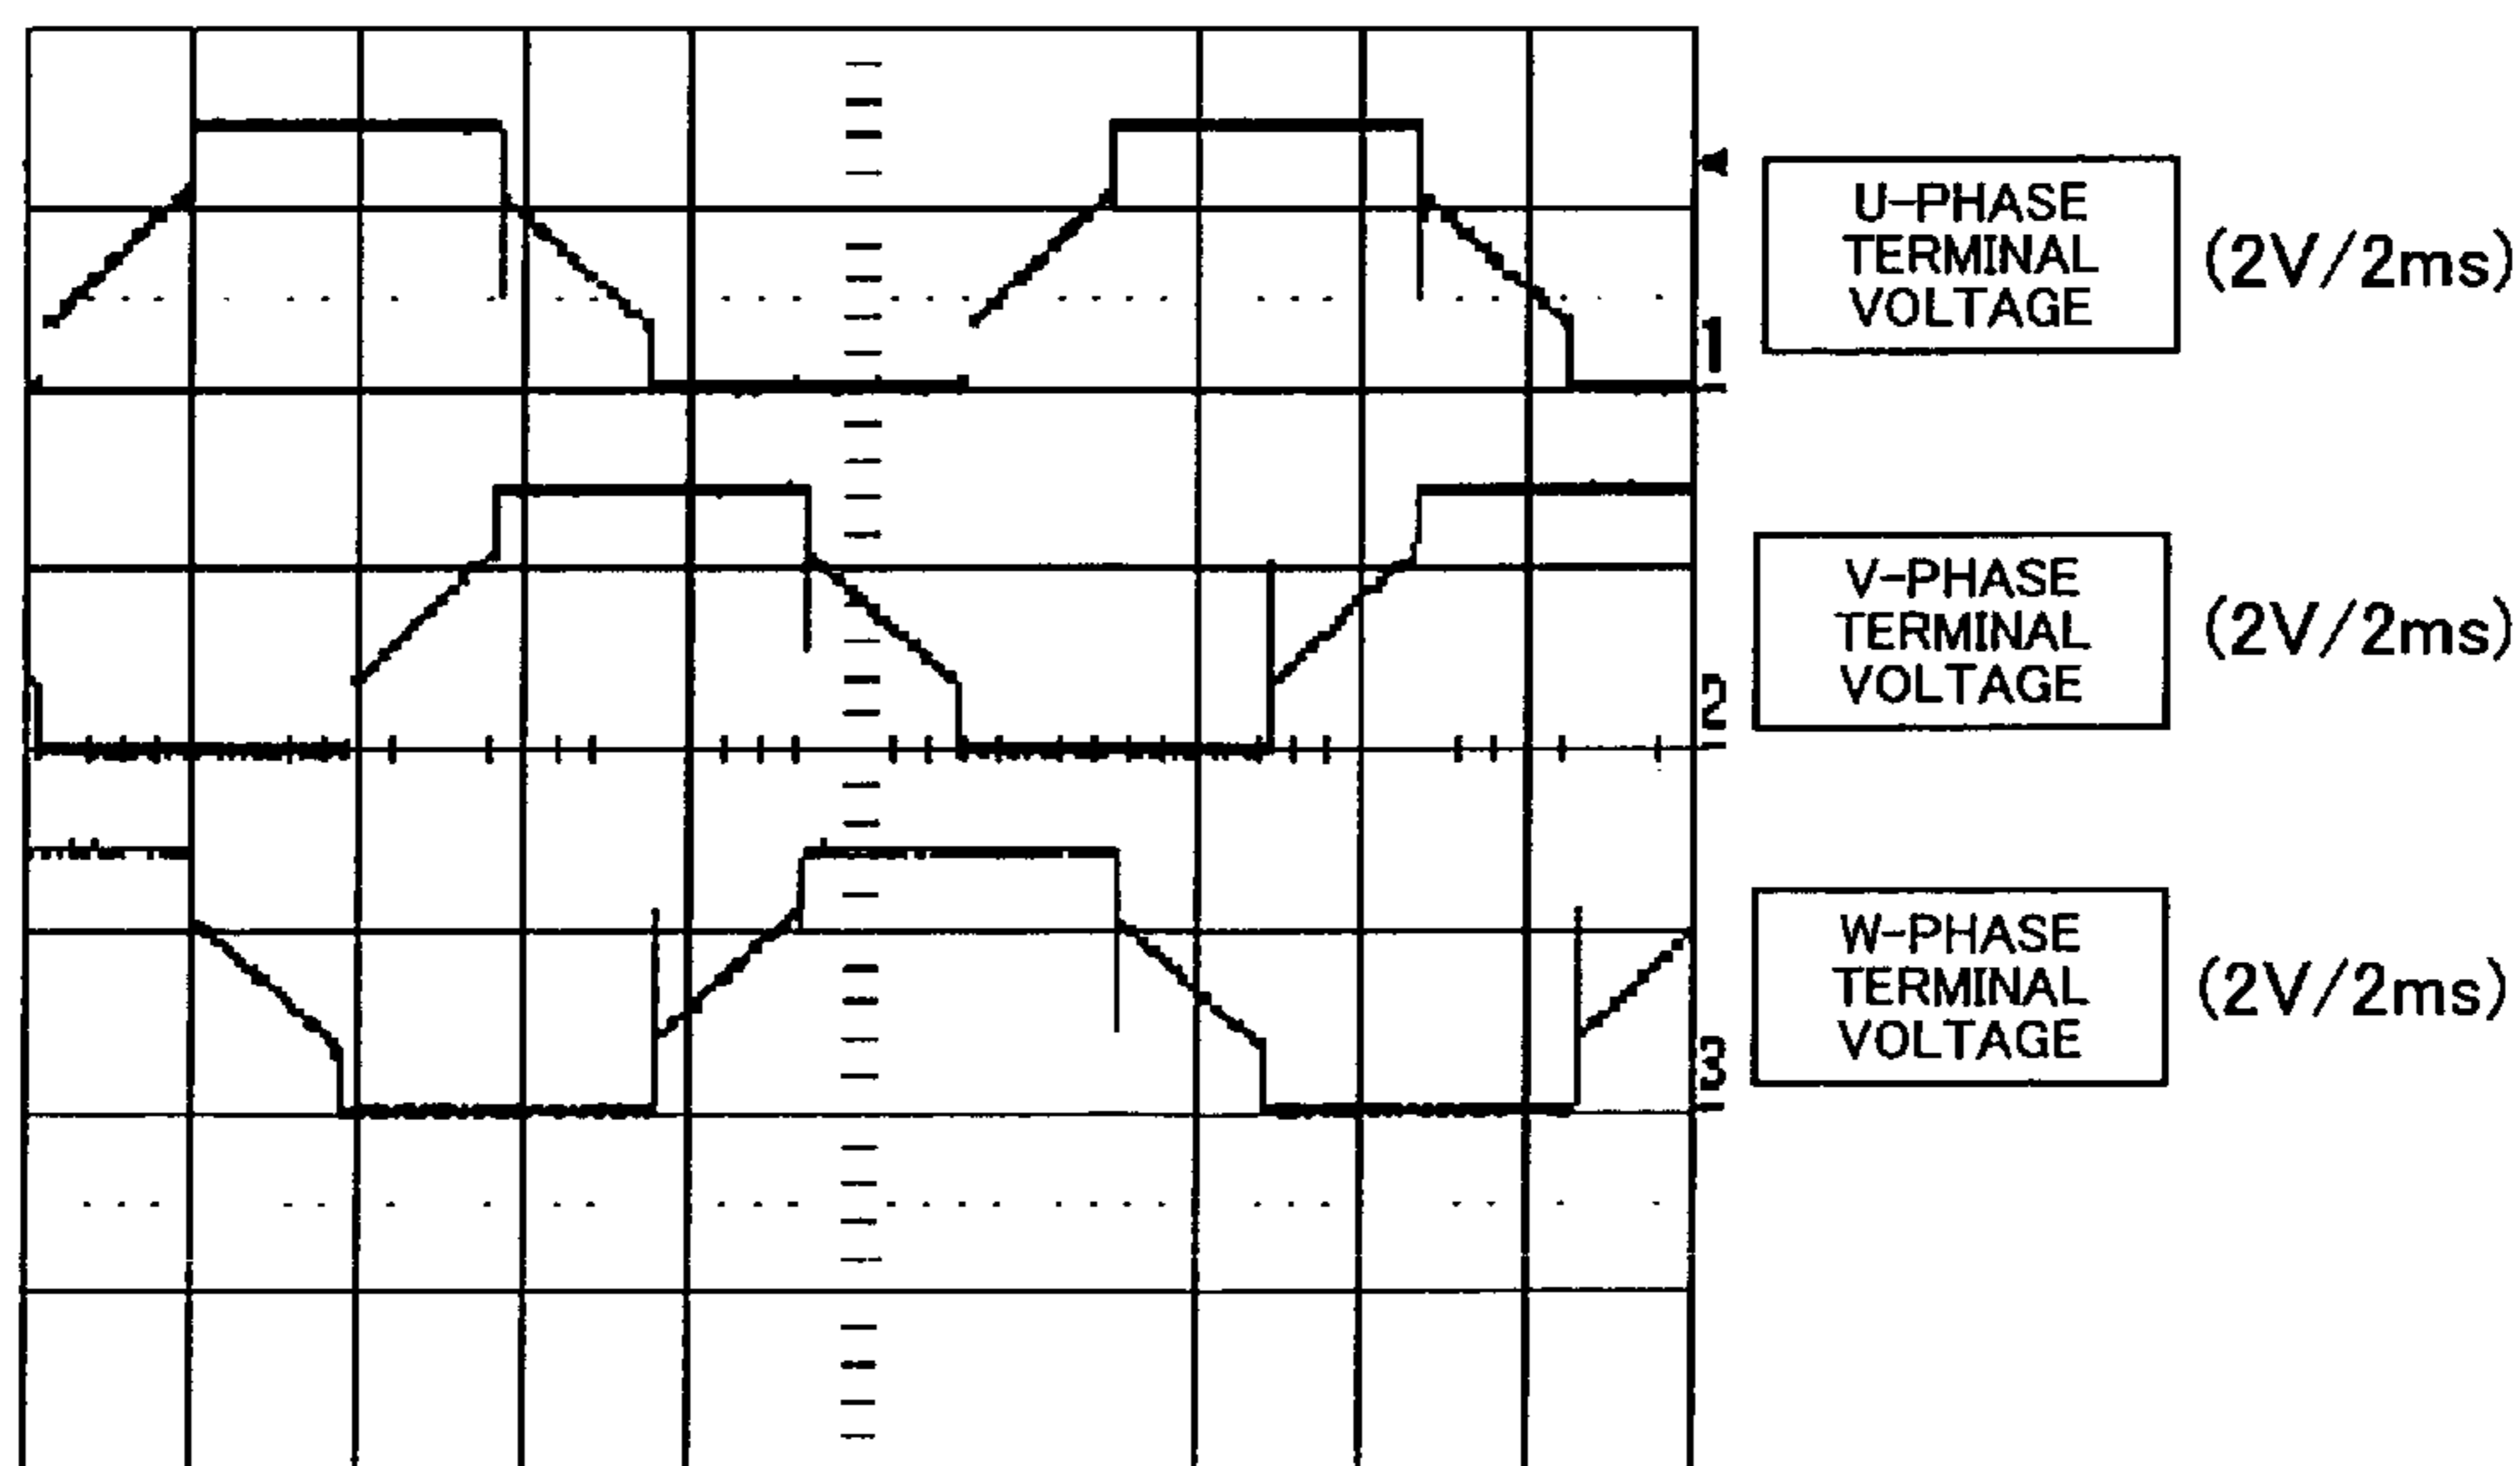 U-PHASE
TERMINAL
VOLTAGE
(2V/2ms)
1
V-PHASE
TERMINAL
VOLTAGE
(2V/2ms)
2
W-PHASE
TERMINAL
VOLTAGE
(2V/2ms)
3